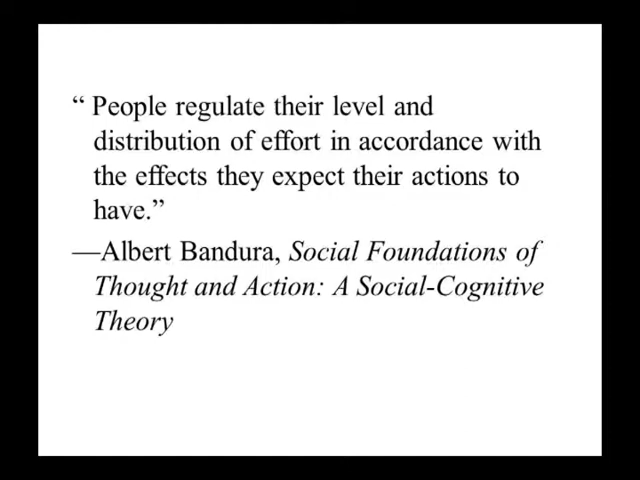 “ People regulate their level and
distribution of effort in accordance with
the effects they expect their actions to
have.”
—Albert Bandura, Social Foundations of
Thought and Action: A Social-Cognitive
Theory